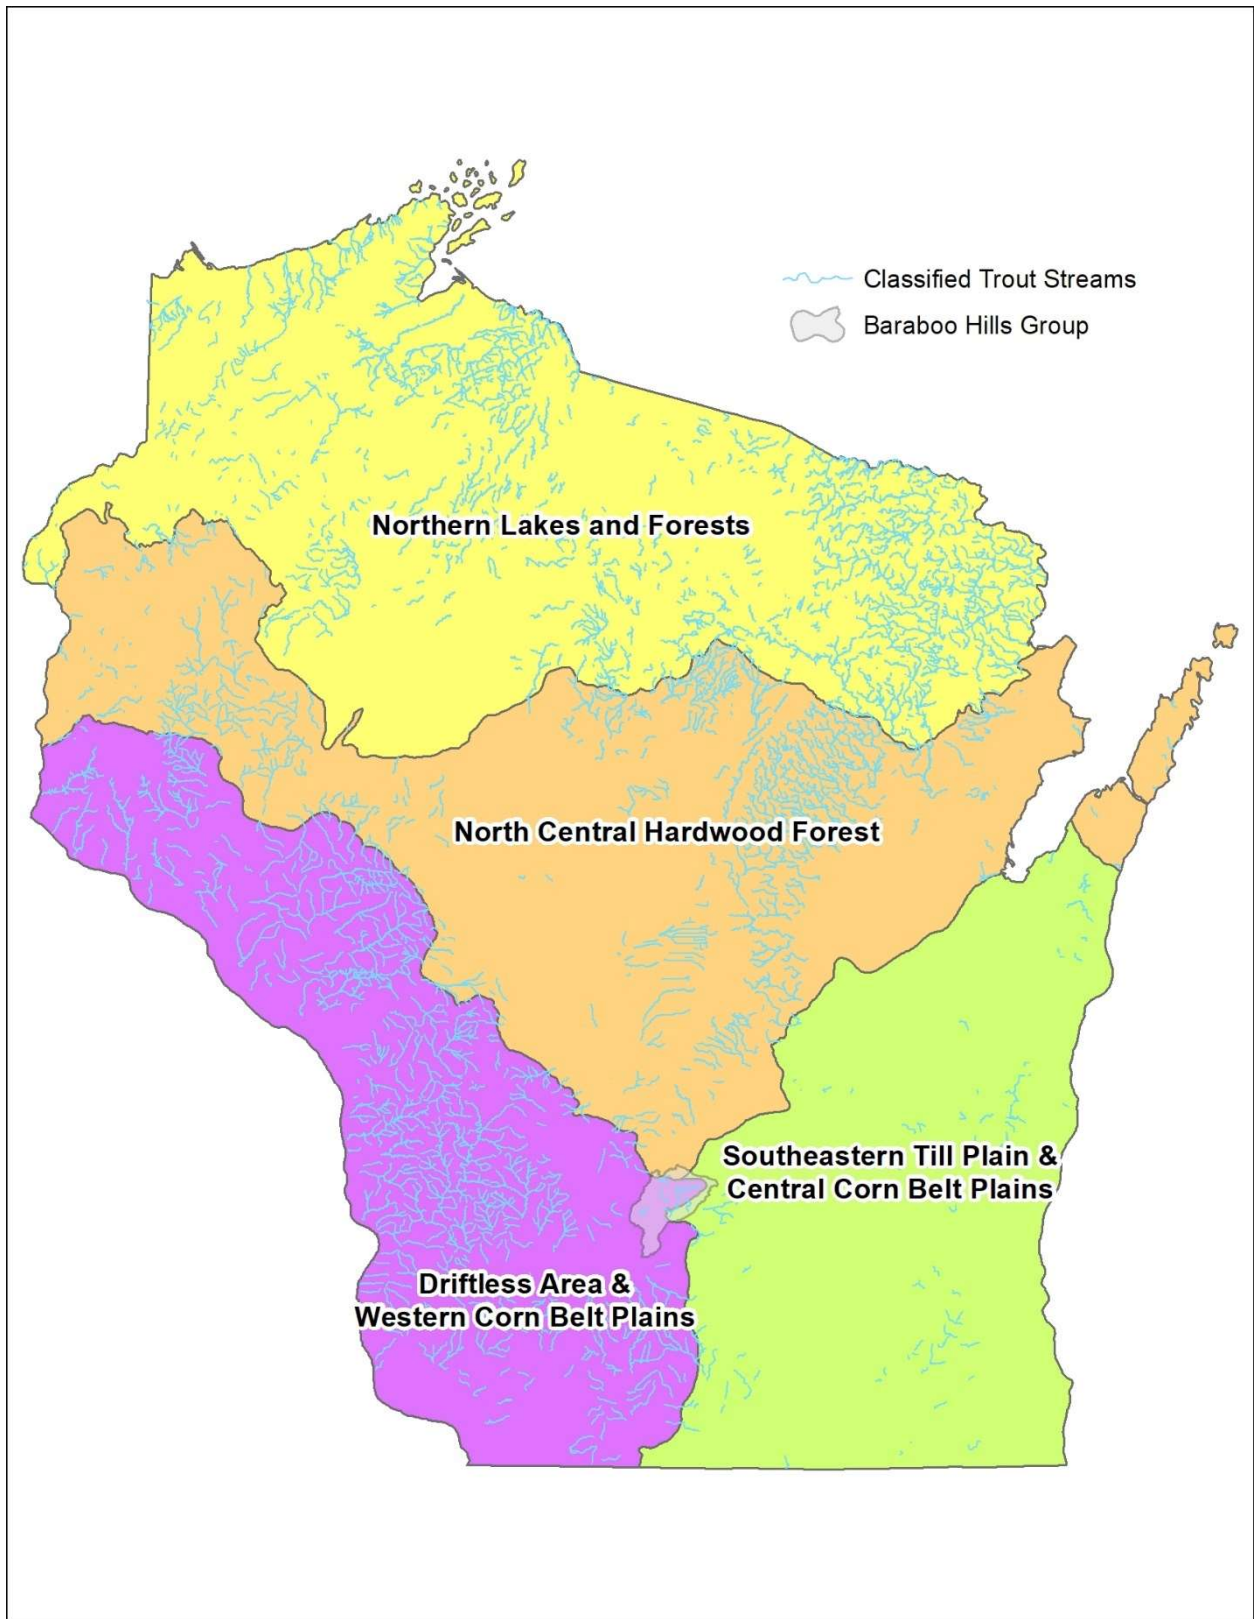 Classified Trout Streams
Baraboo Hills Group
Northern Lakes and Forests
North Central Hardwood Forest
Southeastern Till Plain &
Central Corn Belt Plains
Driftless Area &
Western Corn Belt Plains